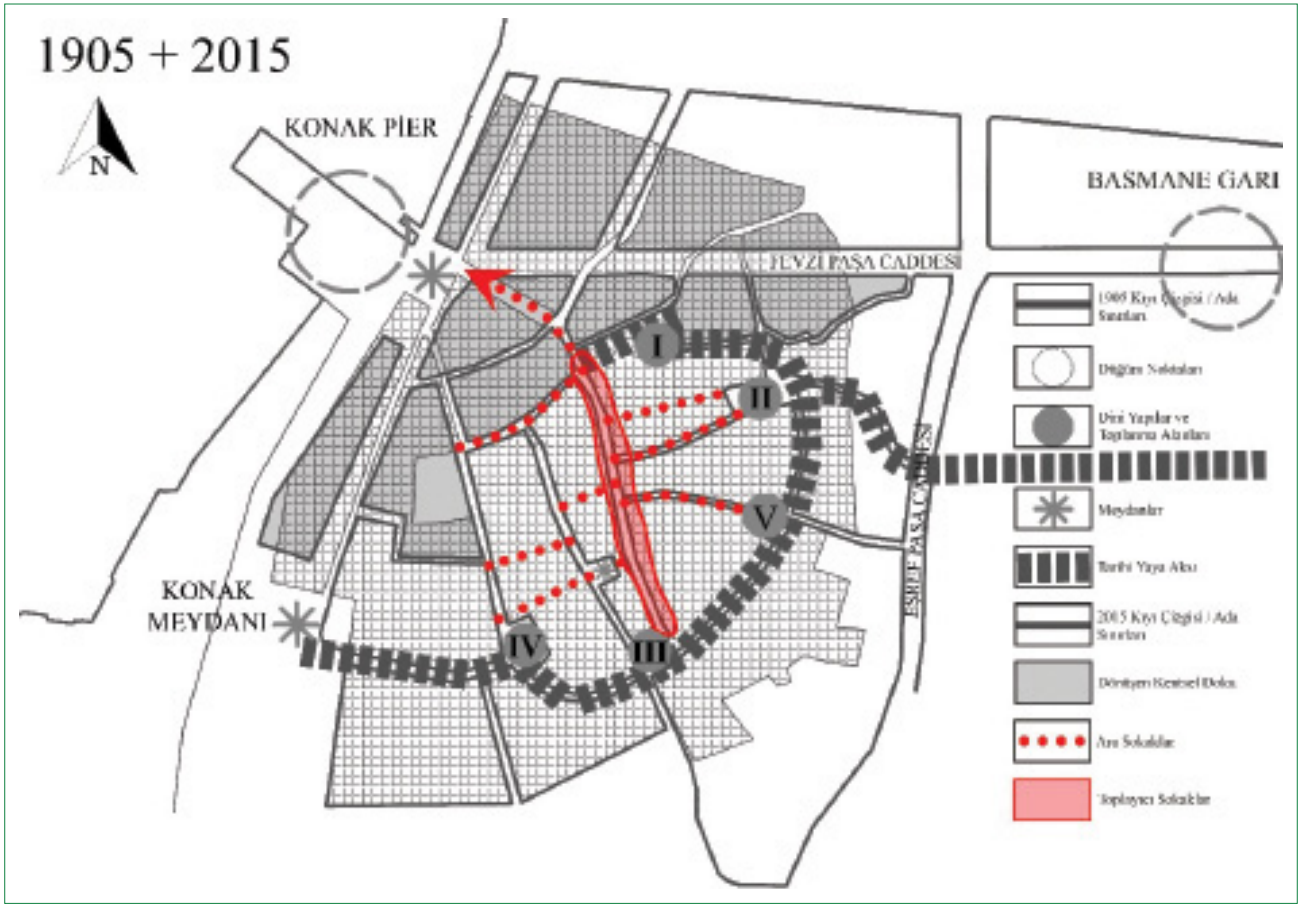 1905 + 2015
N
KONAK PİER
BASMANE GARI
FEVZİ PAŞA CADDESİ
EŞREF PAŞA CADDESİ
KONAK
MEYDANI
I
II
III
IV
V
1905 Kıyı Çizgisi / Ada
Sınırları
Düğüm Noktaları
Dini Yapılar ve
Toplanma Alanları
Meydanlar
Tarihi Yaya Aksı
2015 Kıyı Çizgisi / Ada
Sınırları
Dönüşen Kentsel Doku
Ara Sokaklar
Toplayıcı Sokaklar